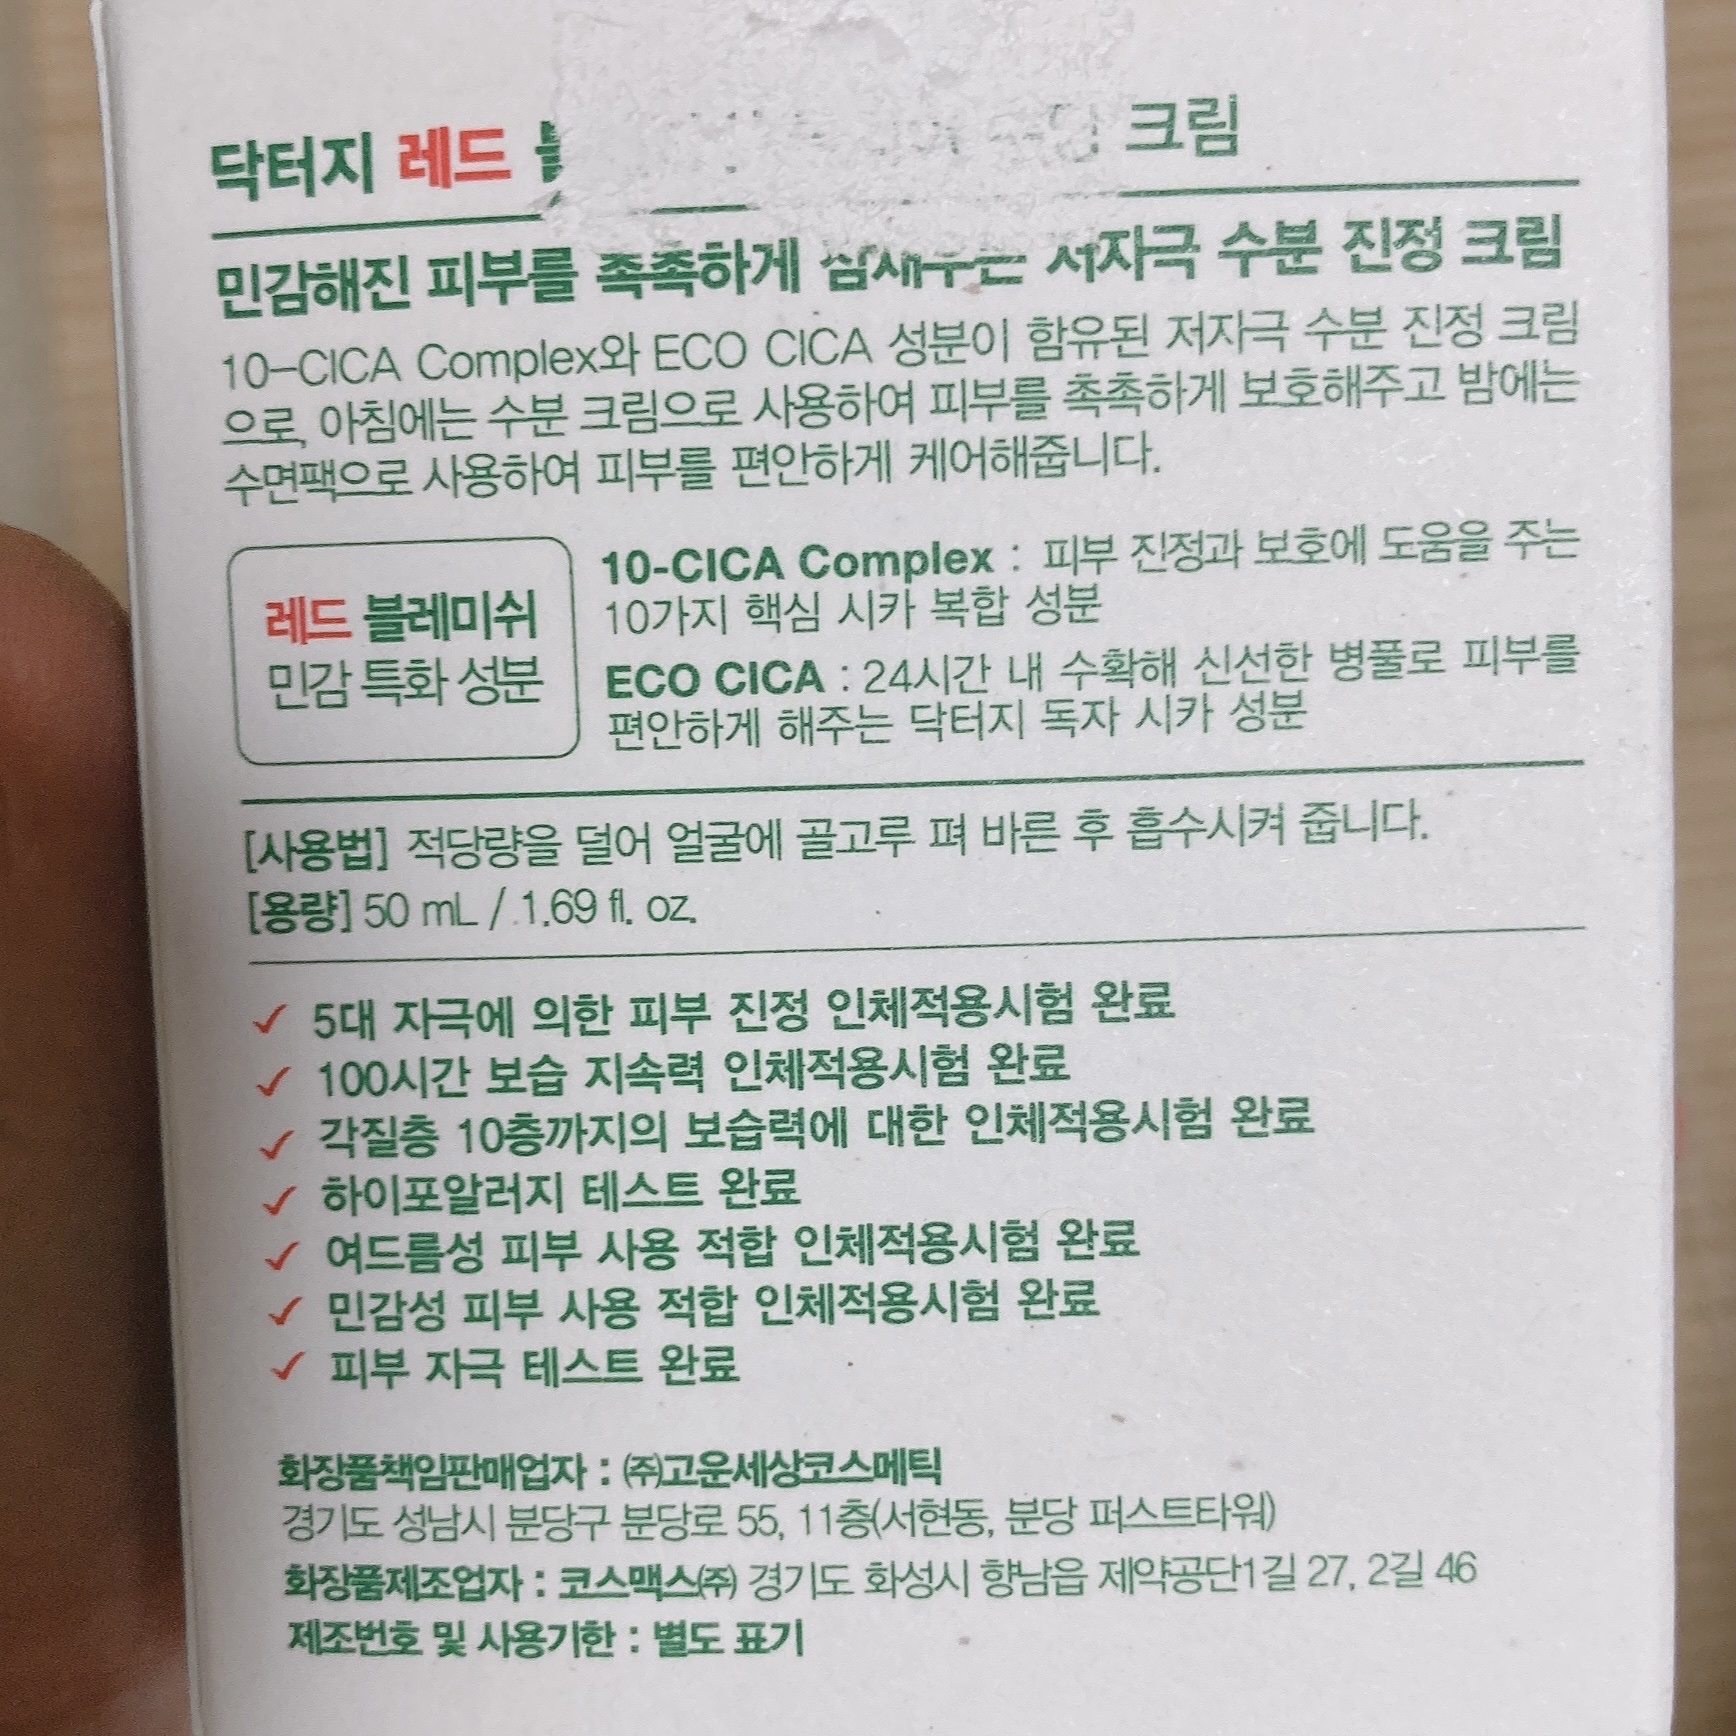 닥터지 레드 크림
민감해진 피부를 촉촉하게 저자극 수분 진정 크림
10-CICA Complex와 ECO CICA 성분이 함유된 저자극 수분 진정 크림
으로, 아침에는 수분 크림으로 사용하여 피부를 촉촉하게 보호해주고 밤에는
수면팩으로 사용하여 피부를 편안하게 케어해줍니다.
레드 블레미쉬
민감 특화 성분
10-CICA Complex : 피부 진정과 보호에 도움을 주는
10가지 핵심 시카 복합 성분
ECO CICA : 24시간 내 수확해 신선한 병풀로 피부를
편안하게 해주는 닥터지 독자 시카 성분
[사용법] 적당량을 덜어 얼굴에 골고루 펴 바른 후 흡수시켜 줍니다.
[용량] 50 mL / 1.69 fl. oz.
✓ 5대 자극에 의한 피부 진정 인체적용시험 완료
✓ 100시간 보습 지속력 인체적용시험 완료
✓ 각질층 10층까지의 보습력에 대한 인체적용시험 완료
✓ 하이포알러지 테스트 완료
✓ 여드름성 피부 사용 적합 인체적용시험 완료
✓ 민감성 피부 사용 적합 인체적용시험 완료
✓ 피부 자극 테스트 완료
화장품책임판매업자 : ㈜고운세상코스메틱
경기도 성남시 분당구 분당로 55, 11층(서현동, 분당 퍼스트타워)
화장품제조업자 : 코스맥스㈜ 경기도 화성시 향남읍 제약공단1길 27, 2길 46
제조번호 및 사용기한 : 별도 표기